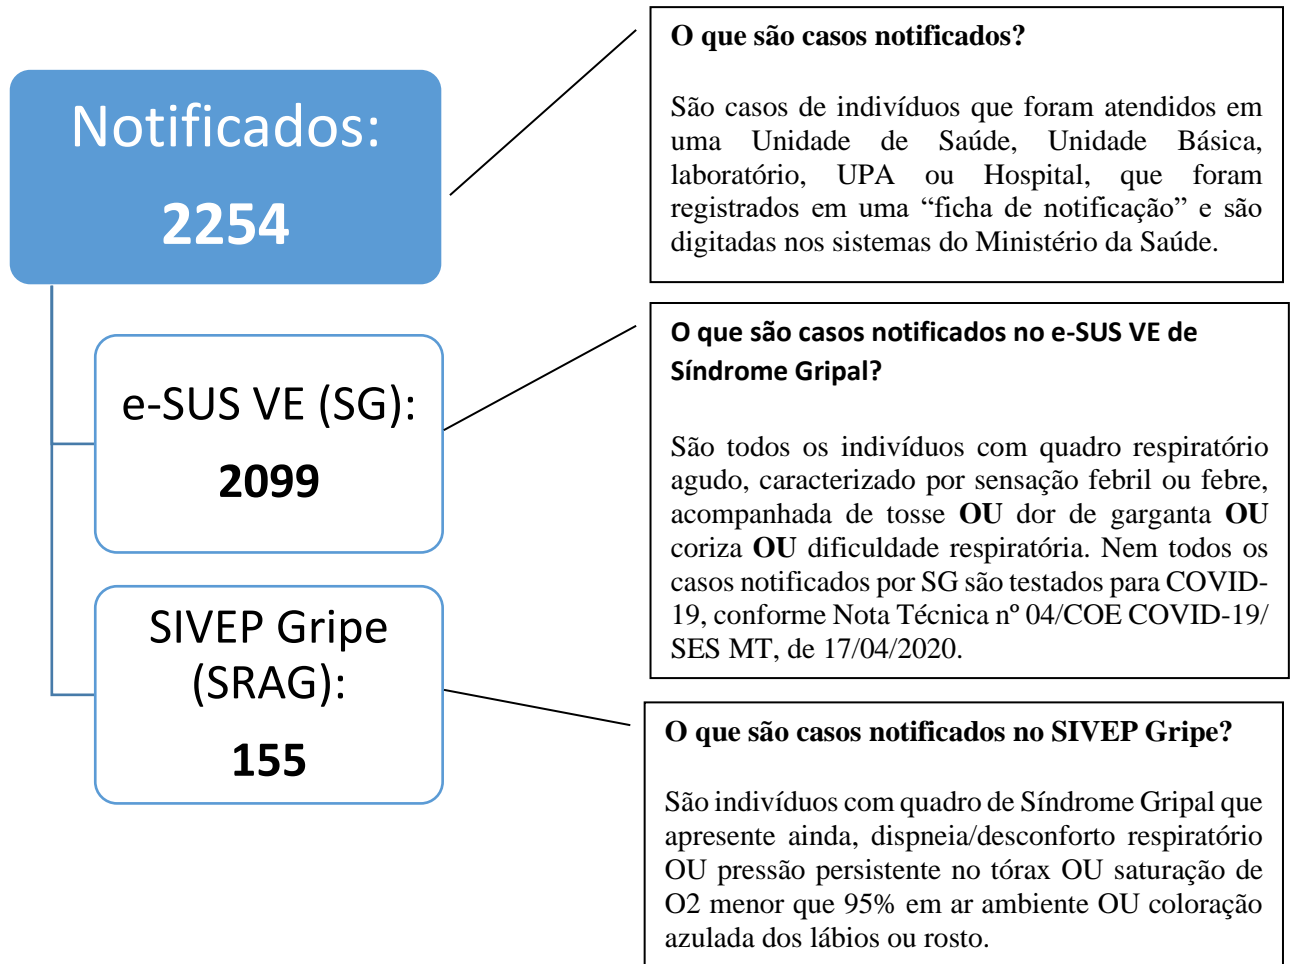 Notificados:
2254
O que são casos notificados?
São casos de indivíduos que foram atendidos em
uma Unidade de Saúde, Unidade Básica,
laboratório, UPA ou Hospital, que foram
registrados em uma “ficha de notificação” e são
digitadas nos sistemas do Ministério da Saúde.
e-SUS VE (SG):
2099
O que são casos notificados no e-SUS VE de
Síndrome Gripal?
São todos os indivíduos com quadro respiratório
agudo, caracterizado por sensação febril ou febre,
acompanhada de tosse OU dor de garganta OU
coriza OU dificuldade respiratória. Nem todos os
casos notificados por SG são testados para COVID-
19, conforme Nota Técnica nº 04/COE COVID-19/
SES MT, de 17/04/2020.
SIVEP Gripe
(SRAG):
155
O que são casos notificados no SIVEP Gripe?
São indivíduos com quadro de Síndrome Gripal que
apresente ainda, dispneia/desconforto respiratório
OU pressão persistente no tórax OU saturação de
O2 menor que 95% em ar ambiente OU coloração
azulada dos lábios ou rosto.